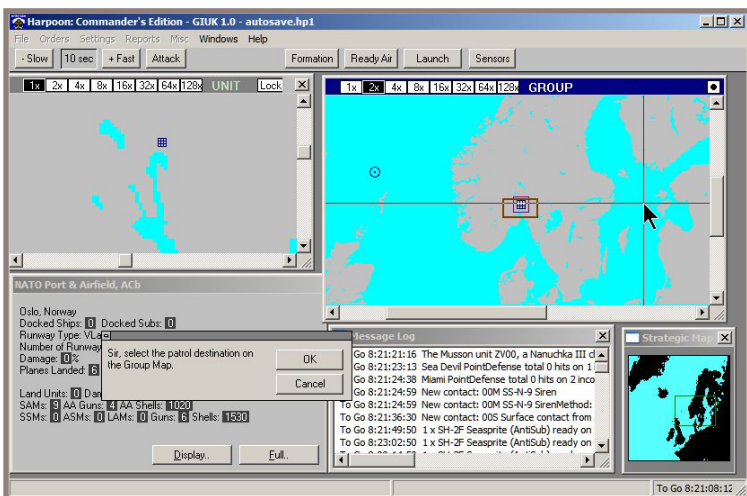 Harpoon: Commander's Edition - GIUK 1.0 - autosave.hp1
File Orders Settings Reports Misc Windows Help
- Slow 10 sec + Fast Attack Formation Ready Air Launch Sensors
1x 2x 4x 8x 16x 32x 64x 128x UNIT Lock
1x 2x 4x 8x 16x 32x 64x 128x GROUP
NATO Port & Airfield, ACb
Oslo, Norway
Docked Ships: 0 Docked Subs: 0
Runway Type: VLa
Number of Runway
Damage: 0 %
Planes Landed: 6
Land Units: 0 Dam
SAMs: 9 AA Guns: 4 AA Shells: 1020
SSMs: 0 ASMs: 0 LAMs: 0 Guns: 6 Shells: 1530
Display.. Full..
Sir, select the patrol destination on
the Group Map.
OK
Cancel
Message Log
Go 8:21:21:16 The Musson unit ZV00, a Nanuchka III cl
Go 8:21:23:13 Sea Devil PointDefense total 0 hits on 1
Go 8:21:24:38 Miami PointDefense total 0 hits on 2 inco
Go 8:21:24:59 New contact: 00M SS-N-9 Siren
To Go 8:21:24:59 New contact: 00M SS-N-9 SirenMethod:
To Go 8:21:36:30 New contact: 00S Surface contact from
To Go 8:21:49:50 1 x SH-2F Seasprite (AntiSub) ready on
To Go 8:23:02:50 1 x SH-2F Seasprite (AntiSub) ready on
Strategic Map
To Go 8:21:08:12